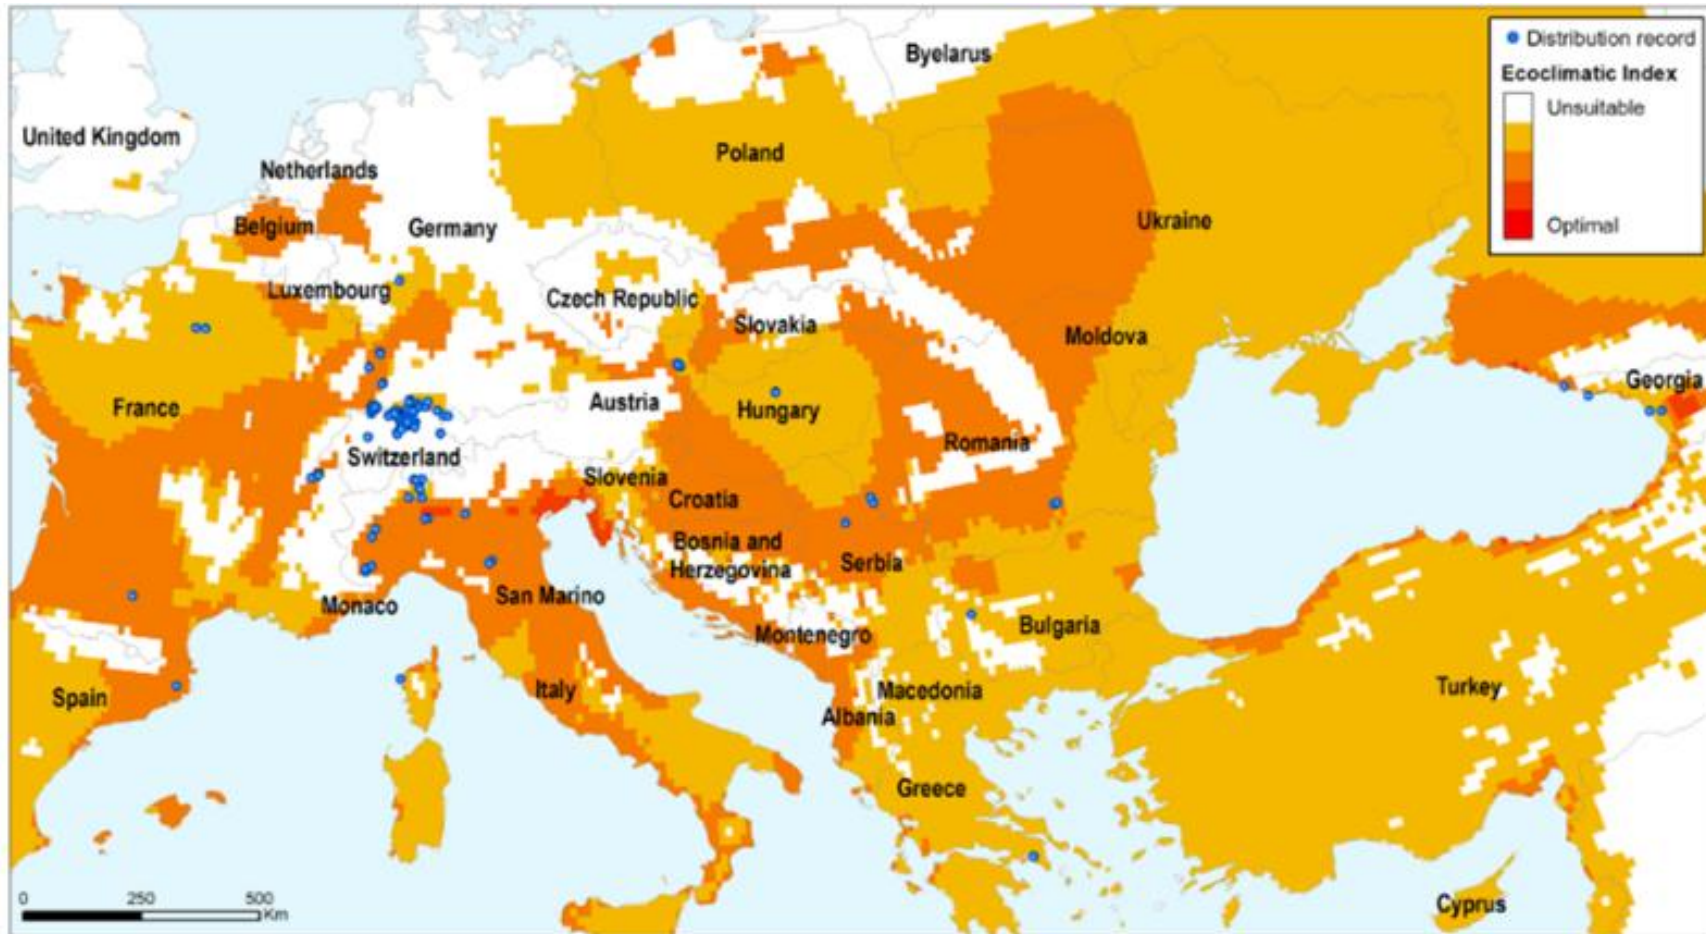 Distribution record
Ecoclimatic Index
Unsuitable
Optimal
Byelarus
United Kingdom
Poland
Netherlands
Belgium
Germany
Ukraine
Luxembourg
Czech Republic
Slovakia
Moldova
Georgia
France
Austria
Hungary
Romania
Switzerland
Slovenia
Croatia
Bosnia and
Herzegovina
Serbia
San Marino
Monaco
Montenegro
Bulgaria
Spain
Italy
Macedonia
Turkey
Albania
Greece
Cyprus
0 250 500
Km